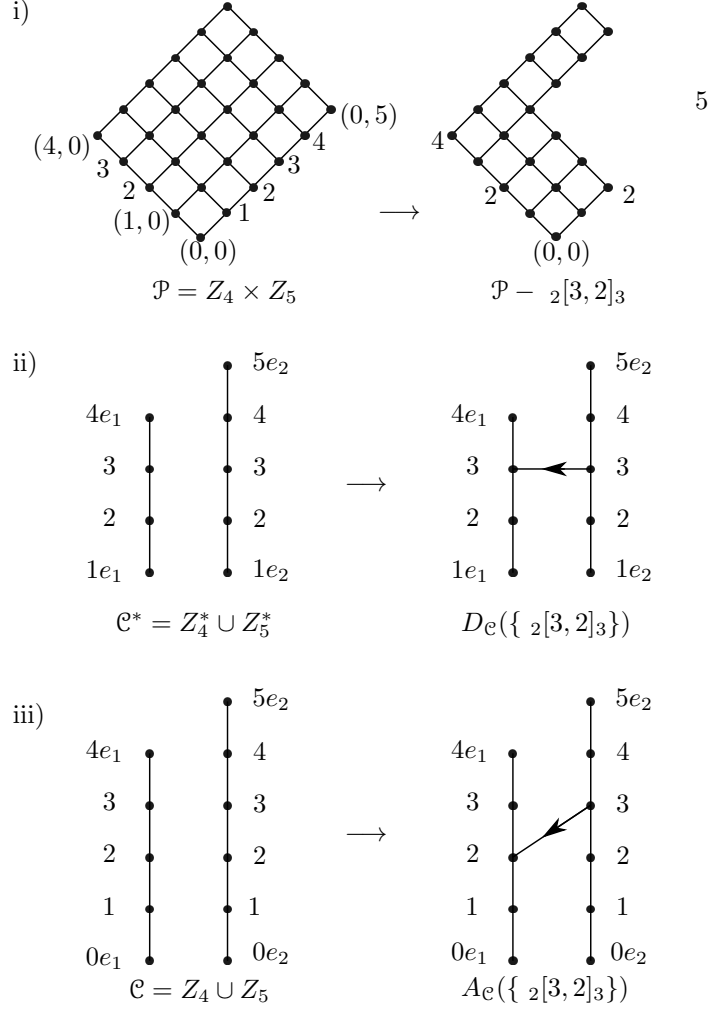 i)
(0, 5)
5
(4, 0)
4
4
3
3
2
2
2
2
(1, 0)
1
(0, 0)
⟶
(0, 0)
𝒫 = Z₄ × Z₅
𝒫 − ₂[3, 2]₃
ii)
5e₂
5e₂
4e₁
4
4e₁
4
3
3
3
3
2
2
2
2
⟶
1e₁
1e₂
1e₁
1e₂
𝒞* = Z₄* ∪ Z₅*
D_𝒞({ ₂[3, 2]₃})
iii)
5e₂
5e₂
4e₁
4
4e₁
4
3
3
3
3
⟶
2
2
2
2
1
1
1
1
0e₁
0e₂
0e₁
0e₂
𝒞 = Z₄ ∪ Z₅
A_𝒞({ ₂[3, 2]₃})